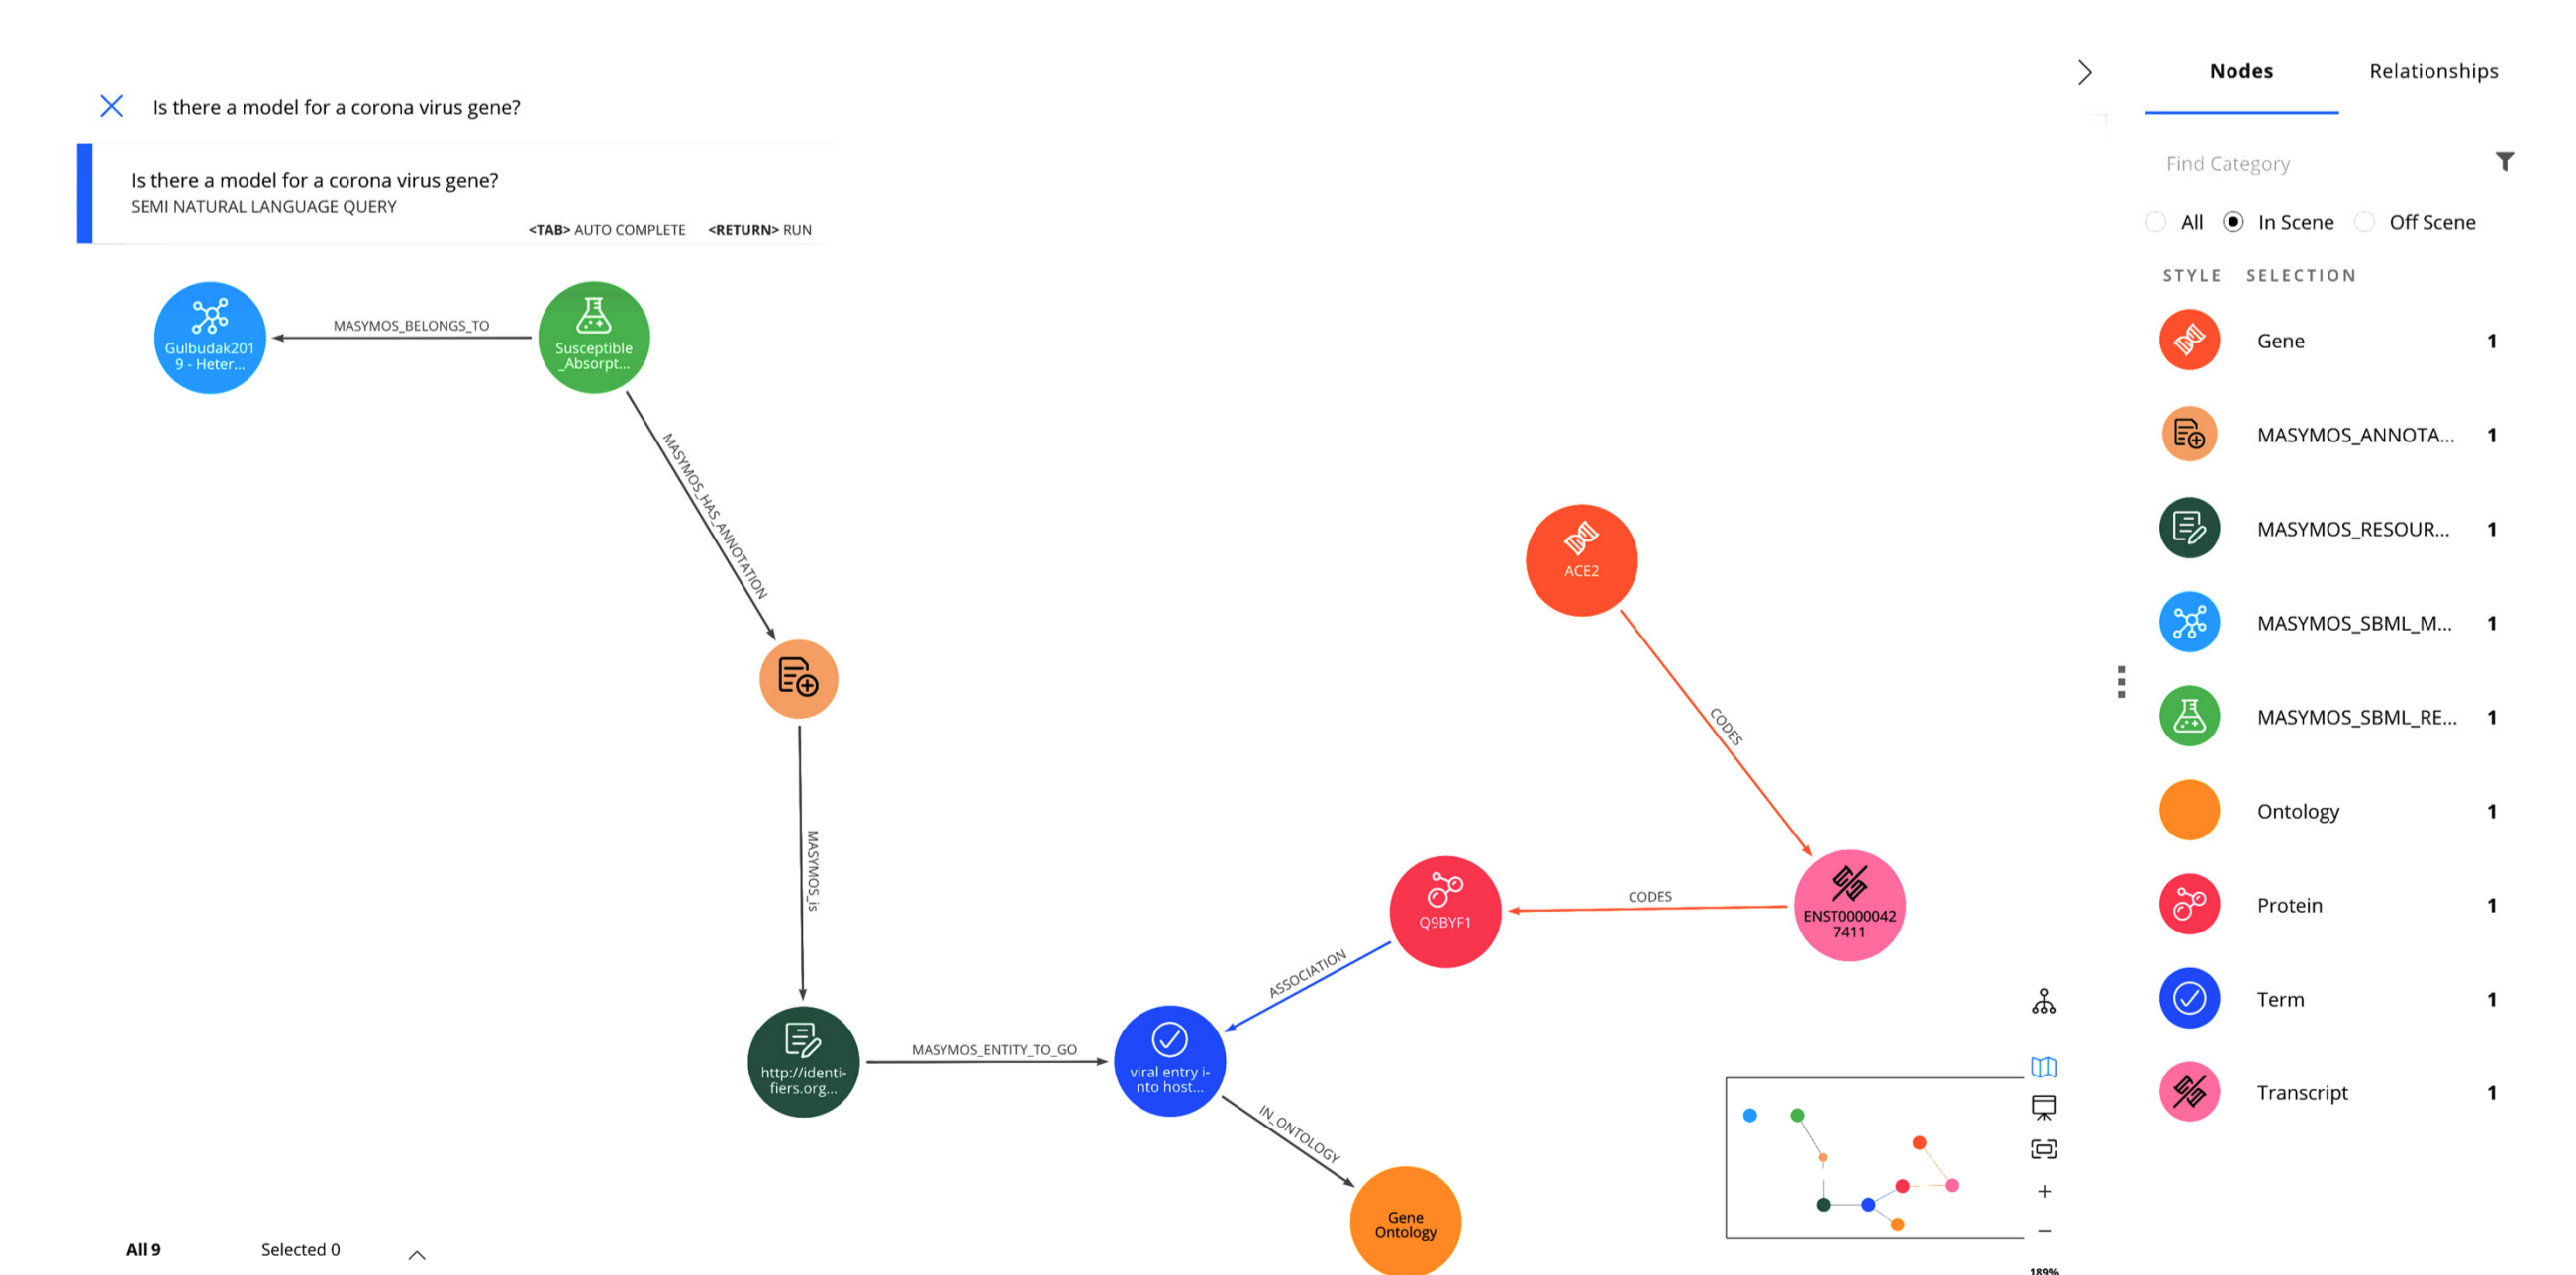 Is there a model for a corona virus gene?
Is there a model for a corona virus gene?
SEMI NATURAL LANGUAGE QUERY
<TAB> AUTO COMPLETE <RETURN> RUN
Gulbudak201
9 - Heter...
MASYMOS_BELONGS_TO
Susceptible
_Absorpt...
MASYMOS_HAS_ANNOTATION
ACE2
CODES
MASYMOS_is
Q9BYF1
CODES
ENST0000042
7411
ASSOCIATION
http://identi-
fiers.org...
MASYMOS_ENTITY_TO_GO
viral entry i-
nto host...
IN_ONTOLOGY
Gene
Ontology
All 9
Selected 0
189%
Nodes
Relationships
Find Category
All
In Scene
Off Scene
STYLE SELECTION
Gene 1
MASYMOS_ANNOTA... 1
MASYMOS_RESOUR... 1
MASYMOS_SBML_M... 1
MASYMOS_SBML_RE... 1
Ontology 1
Protein 1
Term 1
Transcript 1